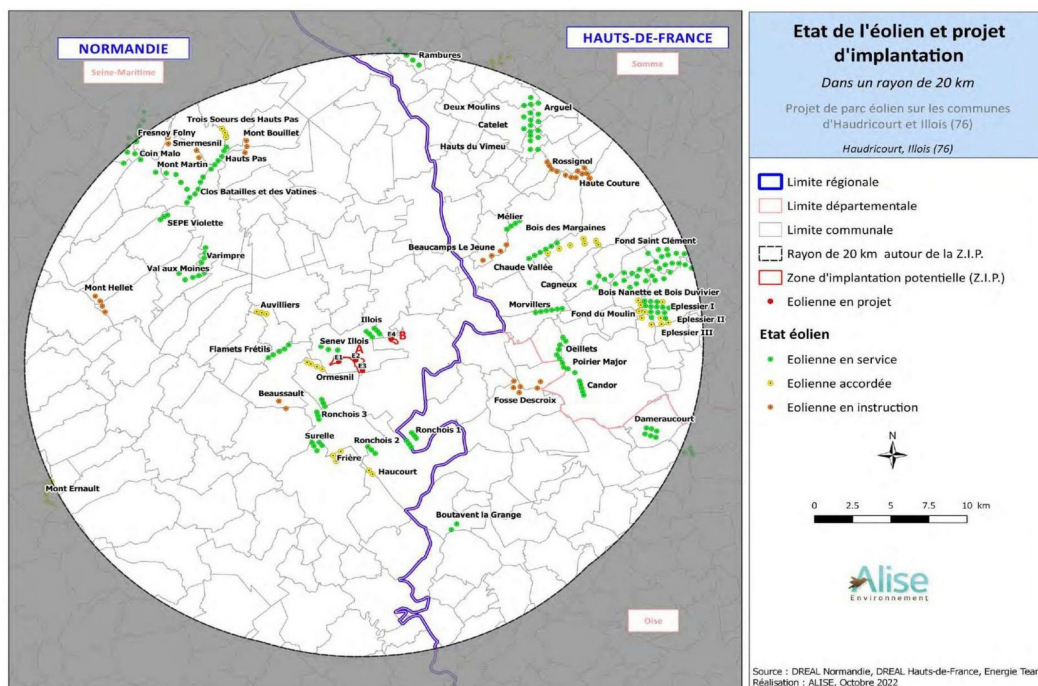 NORMANDIE
HAUTS-DE-FRANCE
Seine-Maritime
Somme
Rambures
Deux Moulins
Arguel
Catelet
Hauts du Vimeu
Trois Soeurs des Hauts Pas
Fresnoy Folny
Mont Bouillet
Smermesnil
Coin Malo
Hauts Pas
Mont Martin
Rossignol
Haute Couture
Clos Batailles et des Vatines
SEPE Violette
Mélier
Bois des Margaines
Beaucamps Le Jeune
Fond Saint Clément
Varimpre
Chaude Vallée
Val aux Moines
Cagneux
Mont Hellet
Bois Nanette et Bois Duvivier
Auvilliers
Morvillers
Eplessier I
Fond du Moulin
Eplessier II
Eplessier III
Illois
E4
B
Senev Illois
A
Flamets Frétils
E1
E2
E3
Oeillets
Poirier Major
Ormesnil
Candor
Beaussault
Fosse Descroix
Ronchois 3
Dameraucourt
Surelle
Ronchois 2
Ronchois 1
Frière
Haucourt
Mont Ernault
Boutavent la Grange
Oise
Etat de l'éolien et projet
d'implantation
Dans un rayon de 20 km
Projet de parc éolien sur les communes
d'Haudricourt et Illois (76)
Haudricourt, Illois (76)
Limite régionale
Limite départementale
Limite communale
Rayon de 20 km autour de la Z.I.P.
Zone d'implantation potentielle (Z.I.P.)
Eolienne en projet
Etat éolien
Eolienne en service
Eolienne accordée
Eolienne en instruction
N
0 2.5 5 7.5 10 km
Alise
Environnement
Source : DREAL Normandie, DREAL Hauts-de-France, Energie Team
Réalisation : ALISE, Octobre 2022